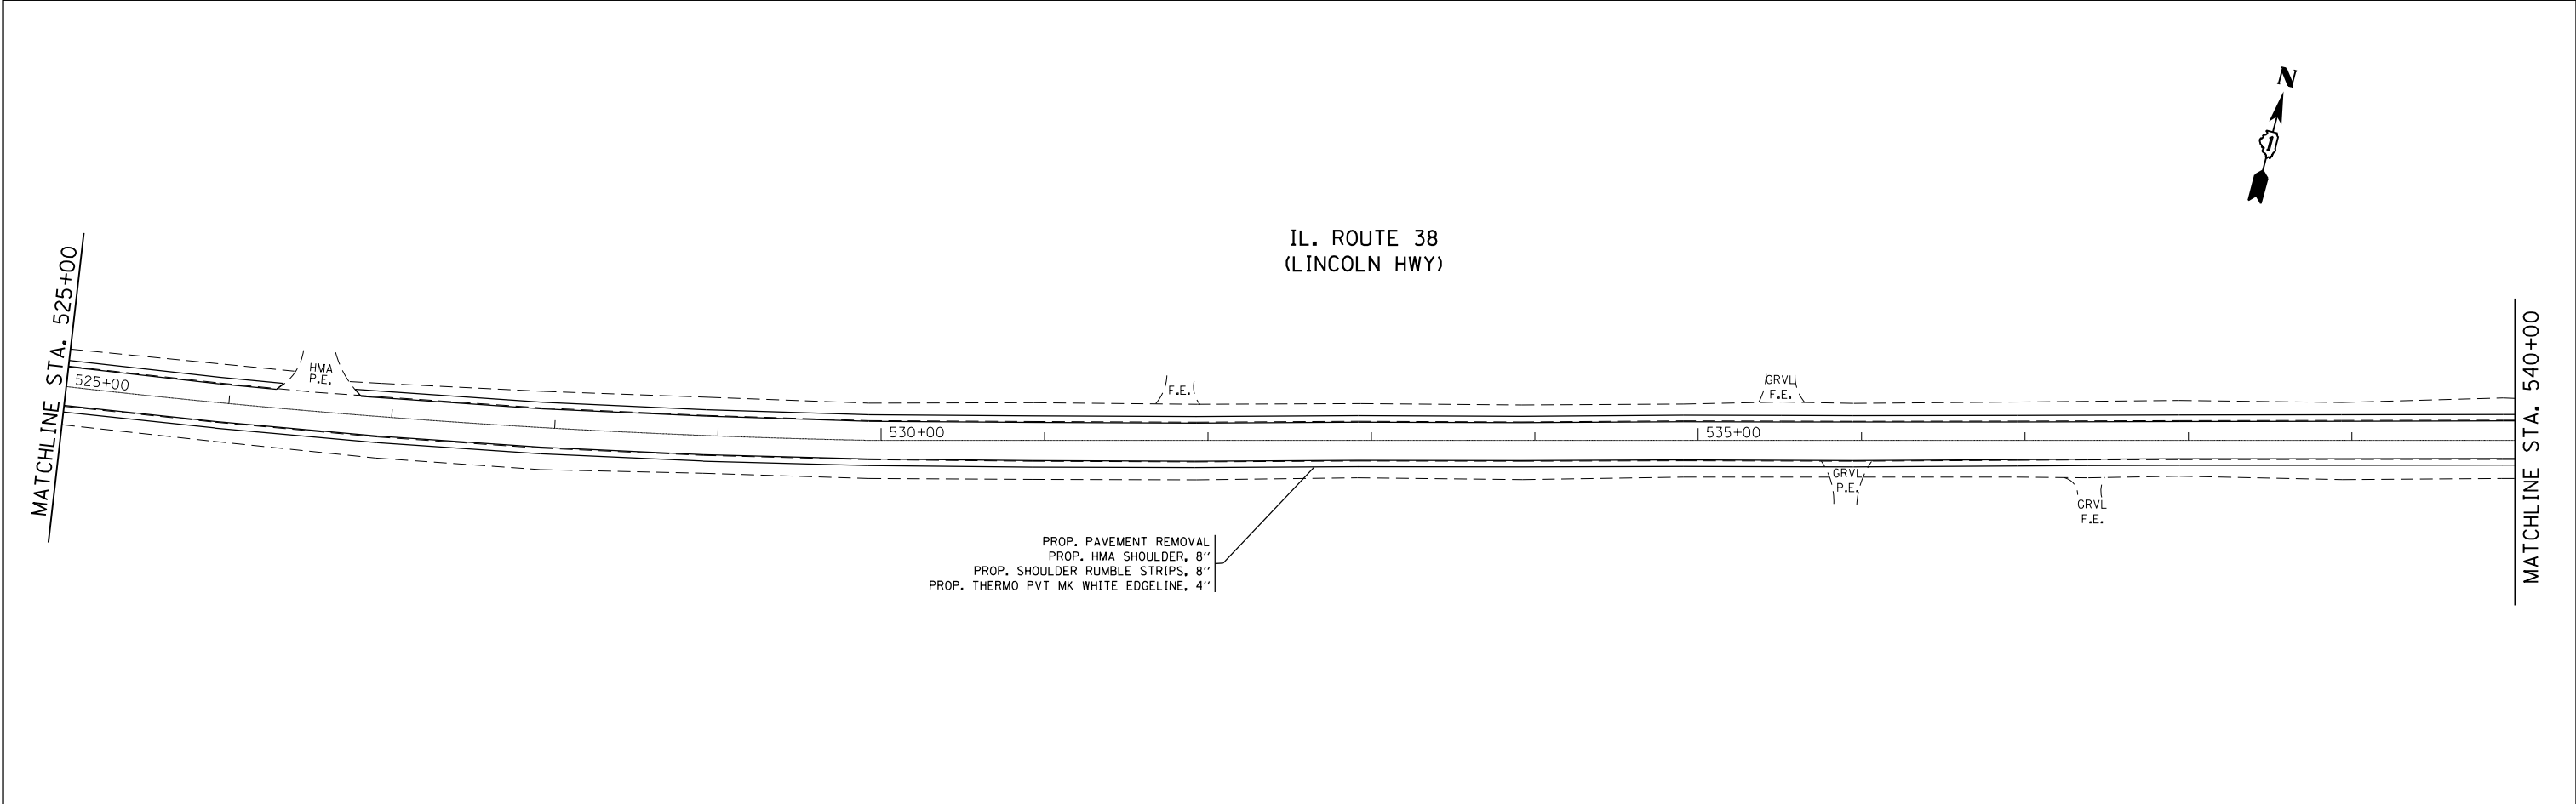 N
1
IL. ROUTE 38
(LINCOLN HWY)
MATCHLINE STA. 525+00
525+00
HMA
P.E.
F.E.
GRVL
F.E.
530+00
535+00
GRVL
P.E.
GRVL
F.E.
MATCHLINE STA. 540+00
PROP. PAVEMENT REMOVAL
PROP. HMA SHOULDER, 8"
PROP. SHOULDER RUMBLE STRIPS, 8"
PROP. THERMO PVT MK WHITE EDGELINE, 4"